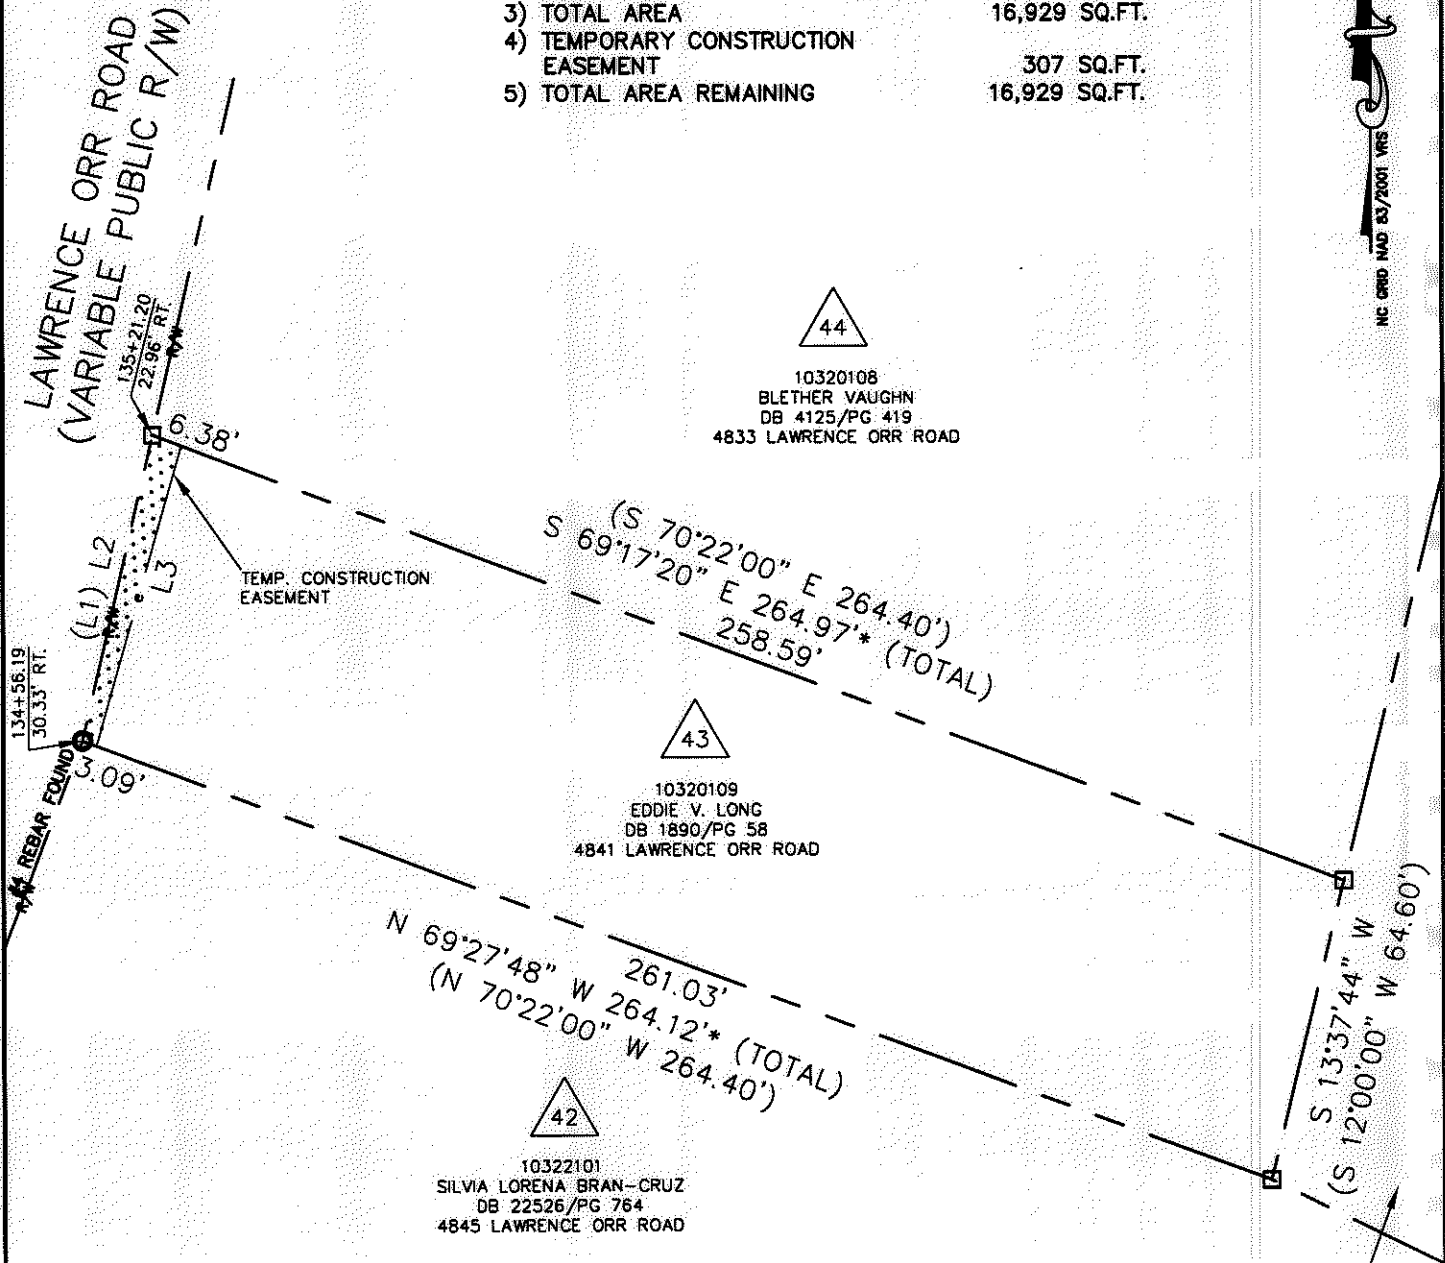 3) TOTAL AREA 16,929 SQ.FT.
4) TEMPORARY CONSTRUCTION
EASEMENT 307 SQ.FT.
5) TOTAL AREA REMAINING 16,929 SQ.FT.
NC GRID NAD 83/2001 VRS
LAWRENCE ORR ROAD
(VARIABLE PUBLIC R/W)
135+21.20
22.96' RT.
R/W
6.38'
44
10320108
BLETHER VAUGHN
DB 4125/PG 419
4833 LAWRENCE ORR ROAD
(S 70°22'00" E 264.40')
S 69°17'20" E 264.97'* (TOTAL)
258.59'
TEMP. CONSTRUCTION
EASEMENT
(L1) L2
L3
R/W
134+56.19
30.33' RT.
3.09'
#4 REBAR FOUND
R/W
43
10320109
EDDIE V. LONG
DB 1890/PG 58
4841 LAWRENCE ORR ROAD
261.03'
N 69°27'48" W 264.12'* (TOTAL)
(N 70°22'00" W 264.40')
S 13°37'44" W
(S 12°00'00" W 64.60')
42
10322101
SILVIA LORENA BRAN-CRUZ
DB 22526/PG 764
4845 LAWRENCE ORR ROAD